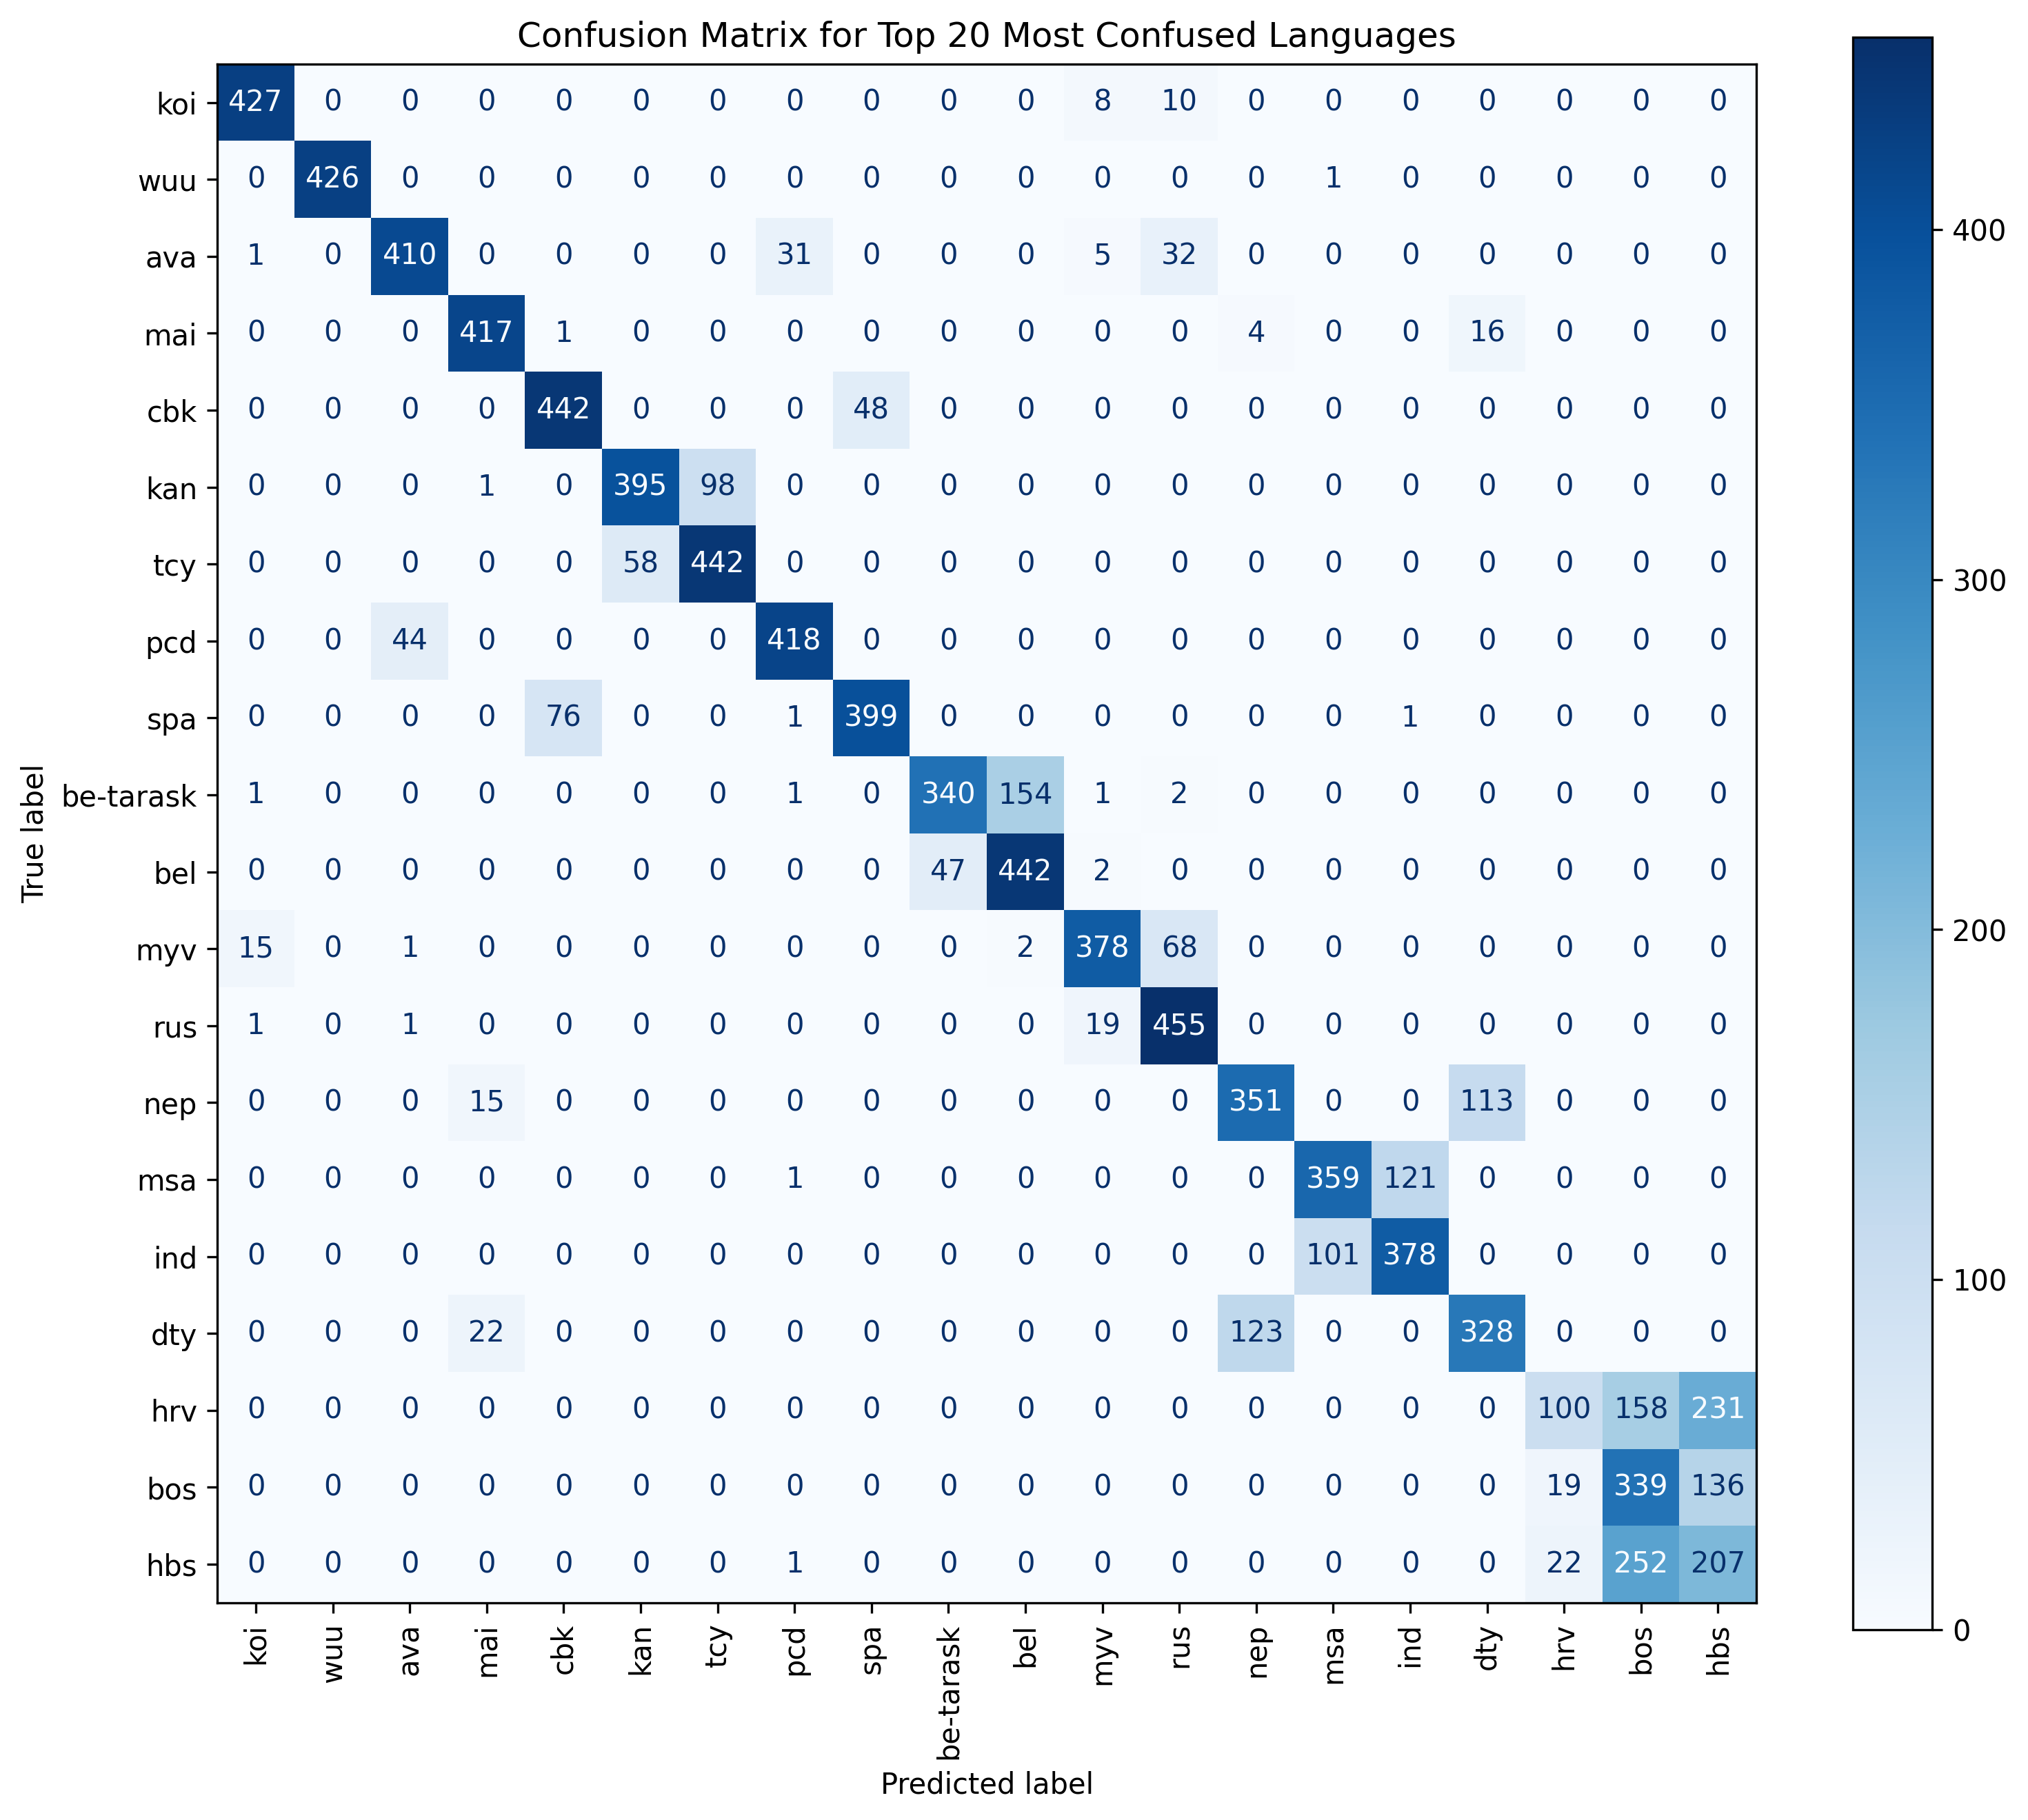 Confusion Matrix for Top 20 Most Confused Languages
koi 427 0 0 0 0 0 0 0 0 0 0 8 10 0 0 0 0 0 0 0
wuu 0 426 0 0 0 0 0 0 0 0 0 0 0 0 1 0 0 0 0 0
ava 1 0 410 0 0 0 0 31 0 0 0 5 32 0 0 0 0 0 0 0
mai 0 0 0 417 1 0 0 0 0 0 0 0 0 4 0 0 16 0 0 0
cbk 0 0 0 0 442 0 0 0 48 0 0 0 0 0 0 0 0 0 0 0
kan 0 0 0 1 0 395 98 0 0 0 0 0 0 0 0 0 0 0 0 0
tcy 0 0 0 0 0 58 442 0 0 0 0 0 0 0 0 0 0 0 0 0
pcd 0 0 44 0 0 0 0 418 0 0 0 0 0 0 0 0 0 0 0 0
spa 0 0 0 0 76 0 0 1 399 0 0 0 0 0 0 1 0 0 0 0
be-tarask 1 0 0 0 0 0 0 1 0 340 154 1 2 0 0 0 0 0 0 0
bel 0 0 0 0 0 0 0 0 0 47 442 2 0 0 0 0 0 0 0 0
myv 15 0 1 0 0 0 0 0 0 0 2 378 68 0 0 0 0 0 0 0
rus 1 0 1 0 0 0 0 0 0 0 0 19 455 0 0 0 0 0 0 0
nep 0 0 0 15 0 0 0 0 0 0 0 0 0 351 0 0 113 0 0 0
msa 0 0 0 0 0 0 0 1 0 0 0 0 0 0 359 121 0 0 0 0
ind 0 0 0 0 0 0 0 0 0 0 0 0 0 0 101 378 0 0 0 0
dty 0 0 0 22 0 0 0 0 0 0 0 0 0 123 0 0 328 0 0 0
hrv 0 0 0 0 0 0 0 0 0 0 0 0 0 0 0 0 0 100 158 231
bos 0 0 0 0 0 0 0 0 0 0 0 0 0 0 0 0 0 19 339 136
hbs 0 0 0 0 0 0 0 1 0 0 0 0 0 0 0 0 0 22 252 207
koi wuu ava mai cbk kan tcy pcd spa be-tarask bel myv rus nep msa ind dty hrv bos hbs
Predicted label
True label
400
300
200
100
0